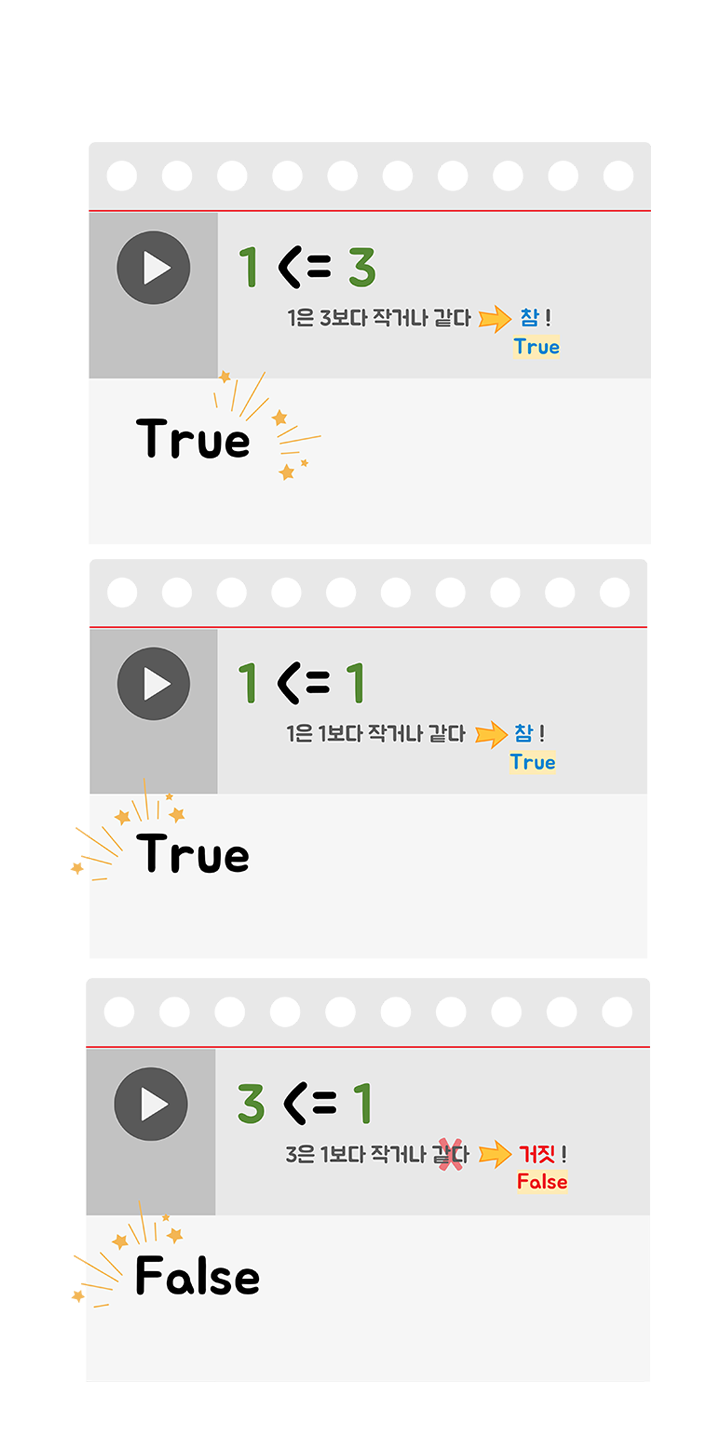 1 <= 3
1은 3보다 작거나 같다 참 !
True
True
1 <= 1
1은 1보다 작거나 같다 참 !
True
True
3 <= 1
3은 1보다 작거나 같다 거짓 !
False
False